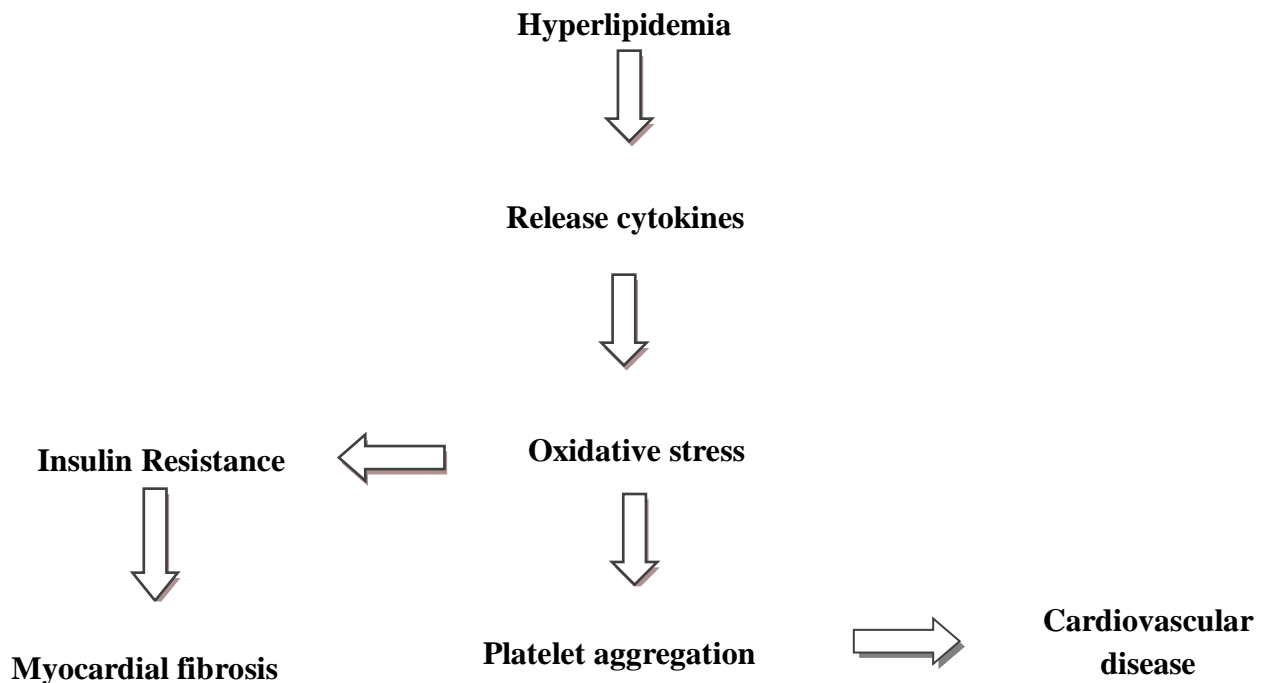 Hyperlipidemia
Release cytokines
Insulin Resistance
Oxidative stress
Myocardial fibrosis
Platelet aggregation
Cardiovascular
disease